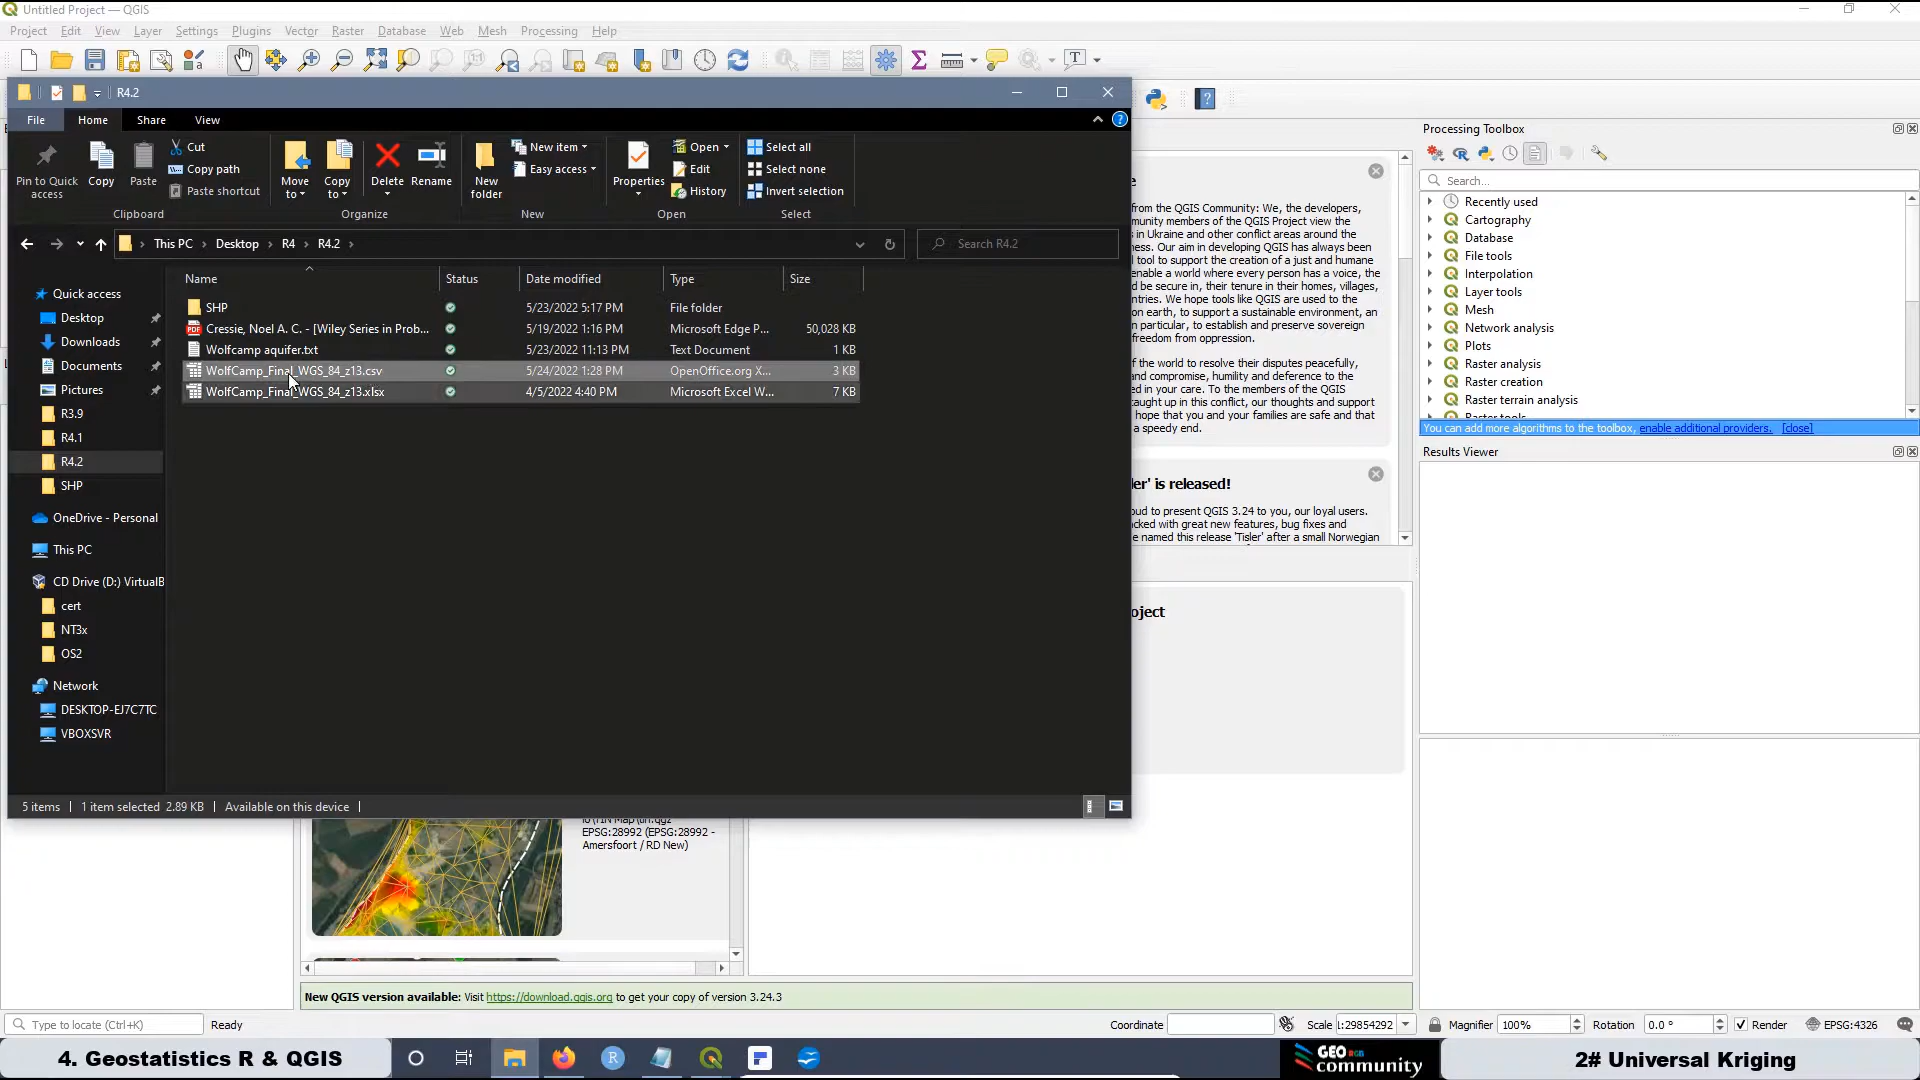 Untitled Project — QGIS
Project Edit View Layer Settings Plugins Vector Raster Database Web Mesh Processing Help
R4.2
File Home Share View
Pin to Quick access
Copy
Paste
Cut
Copy path
Paste shortcut
Move to
Copy to
Delete
Rename
New folder
New item
Easy access
Properties
Open
Edit
History
Select all
Select none
Invert selection
Clipboard Organize New Open Select
This PC Desktop R4 R4.2
Search R4.2
Name Status Date modified Type Size
SHP 5/23/2022 5:17 PM File folder
Cressie, Noel A. C. - [Wiley Series in Prob... 5/19/2022 1:16 PM Microsoft Edge P... 50,028 KB
Wolfcamp aquifer.txt 5/23/2022 11:13 PM Text Document 1 KB
WolfCamp_Final_WGS_84_z13.csv 5/24/2022 1:28 PM OpenOffice.org X... 3 KB
WolfCamp_Final_WGS_84_z13.xlsx 4/5/2022 4:40 PM Microsoft Excel W... 7 KB
Quick access
Desktop
Downloads
Documents
Pictures
R3.9
R4.1
R4.2
SHP
OneDrive - Personal
This PC
CD Drive (D:) VirtualB
cert
NT3x
OS2
Network
DESKTOP-EJ7C7TC
VBOXSVR
5 items 1 item selected 2.89 KB Available on this device
e
from the QGIS Community: We, the developers,
munity members of the QGIS Project view the
s in Ukraine and other conflict areas around the
ness. Our aim in developing QGIS has always been
l tool to support the creation of a just and humane
enable a world where every person has a voice, the
nd be secure in, their tenure in their homes, villages,
ntries. We hope tools like QGIS are used to the
on earth, to support a sustainable environment, an
n particular, to establish and preserve sovereign
freedom from oppression.
f the world to resolve their disputes peacefully,
and compromise, humility and deference to the
d in your care. To the members of the QGIS
aught up in this conflict, our thoughts and support
hope that you and your families are safe and that
a speedy end.
ler' is released!
oud to present QGIS 3.24 to you, our loyal users.
acked with great new features, bug fixes and
e named this release 'Tisler' after a small Norwegian
oject
EPSG:28992 (EPSG:28992 -
Amersfoort / RD New)
New QGIS version available: Visit https://download.qgis.org to get your copy of version 3.24.3
Processing Toolbox
Search...
Recently used
Cartography
Database
File tools
Interpolation
Layer tools
Mesh
Network analysis
Plots
Raster analysis
Raster creation
Raster terrain analysis
Raster tools
You can add more algorithms to the toolbox, enable additional providers. [close]
Results Viewer
Type to locate (Ctrl+K) Ready Coordinate Scale 1:29854292 Magnifier 100% Rotation 0.0 ° Render EPSG:4326
4. Geostatistics R & QGIS
GEO RGB community
2# Universal Kriging